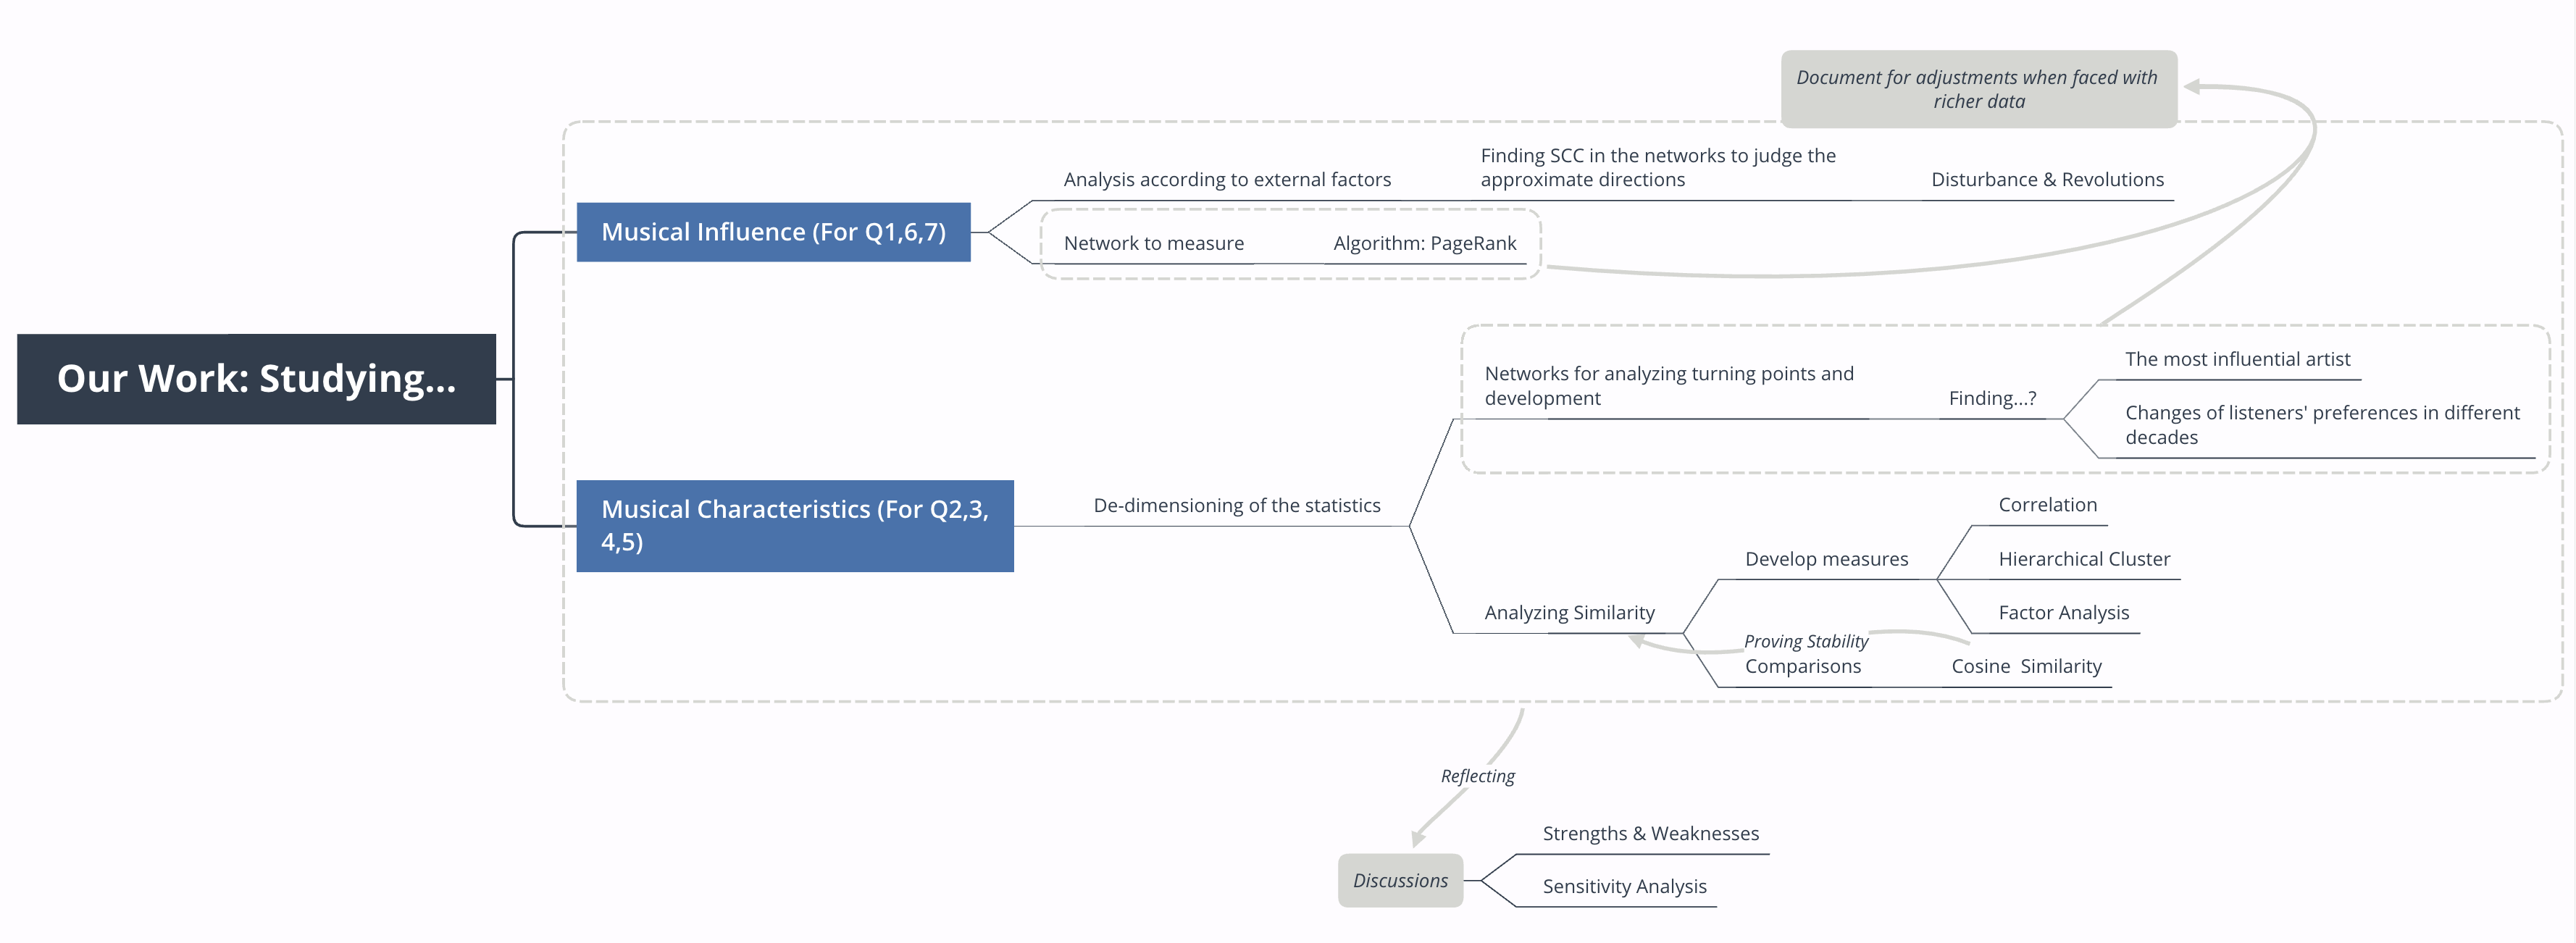 Document for adjustments when faced with
richer data
Finding SCC in the networks to judge the
approximate directions
Analysis according to external factors
Disturbance & Revolutions
Musical Influence (For Q1,6,7)
Network to measure
Algorithm: PageRank
Our Work: Studying...
Networks for analyzing turning points and
development
Finding...?
The most influential artist
Changes of listeners' preferences in different
decades
Musical Characteristics (For Q2,3,
4,5)
De-dimensioning of the statistics
Correlation
Develop measures
Hierarchical Cluster
Analyzing Similarity
Factor Analysis
Proving Stability
Comparisons
Cosine  Similarity
Reflecting
Discussions
Strengths & Weaknesses
Sensitivity Analysis